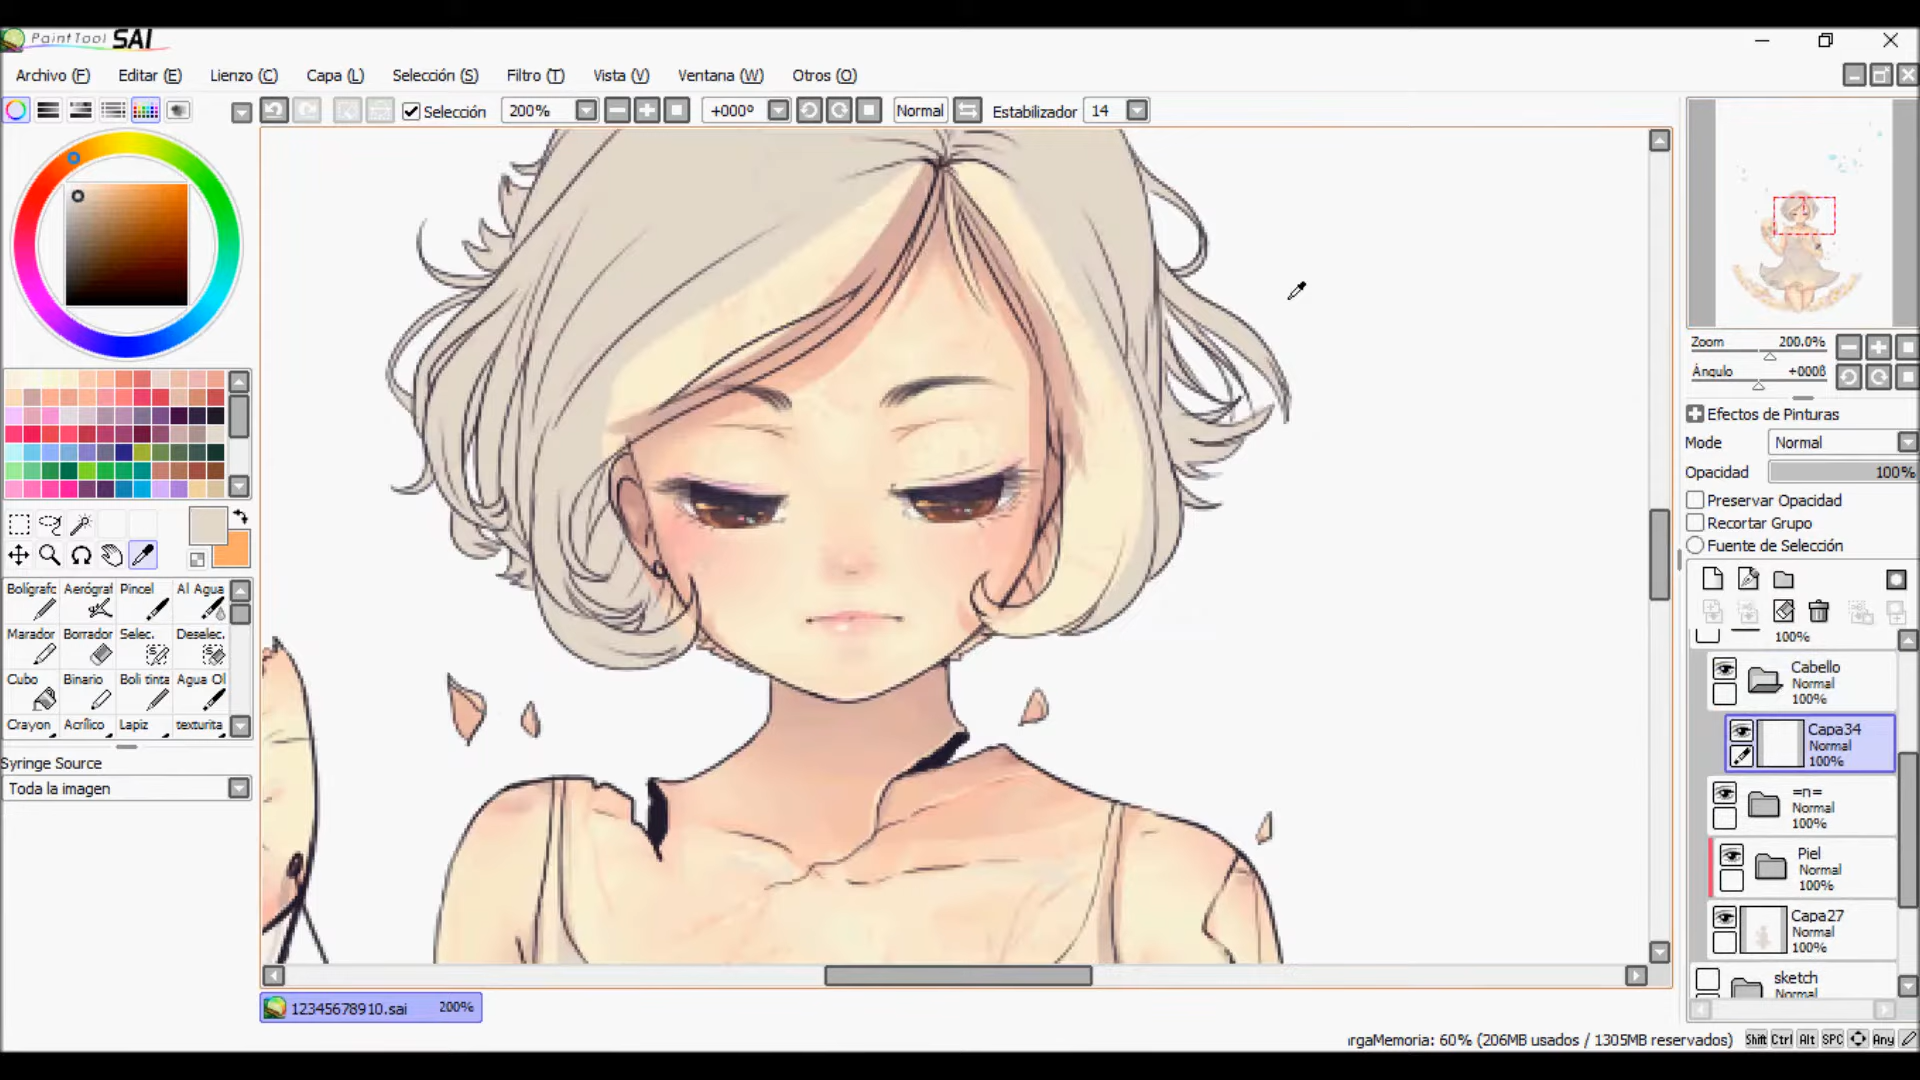 PaintTool SAI
Archivo (F) Editar (E) Lienzo (C) Capa (L) Selección (S) Filtro (T) Vista (V) Ventana (W) Otros (O)
Selección 200% +000º Normal Estabilizador 14
Zoom 200.0%
Ángulo +000ß
Efectos de Pinturas
Mode Normal
Opacidad 100%
Preservar Opacidad
Recortar Grupo
Fuente de Selección
Bolígrafc Aerógraf Pincel Al Agua
Marador Borrador Selec. Deselec.
Cubo Binario Boli tinta Agua Ol
Crayon Acrílico Lapiz texturita
Syringe Source
Toda la imagen
100%
Cabello
Normal
100%
Capa34
Normal
100%
=n=
Normal
100%
Piel
Normal
100%
Capa27
Normal
100%
sketch
Normal
12345678910.sai 200%
ırgaMemoria: 60% (206MB usados / 1305MB reservados) Shift Ctrl Alt SPC Any